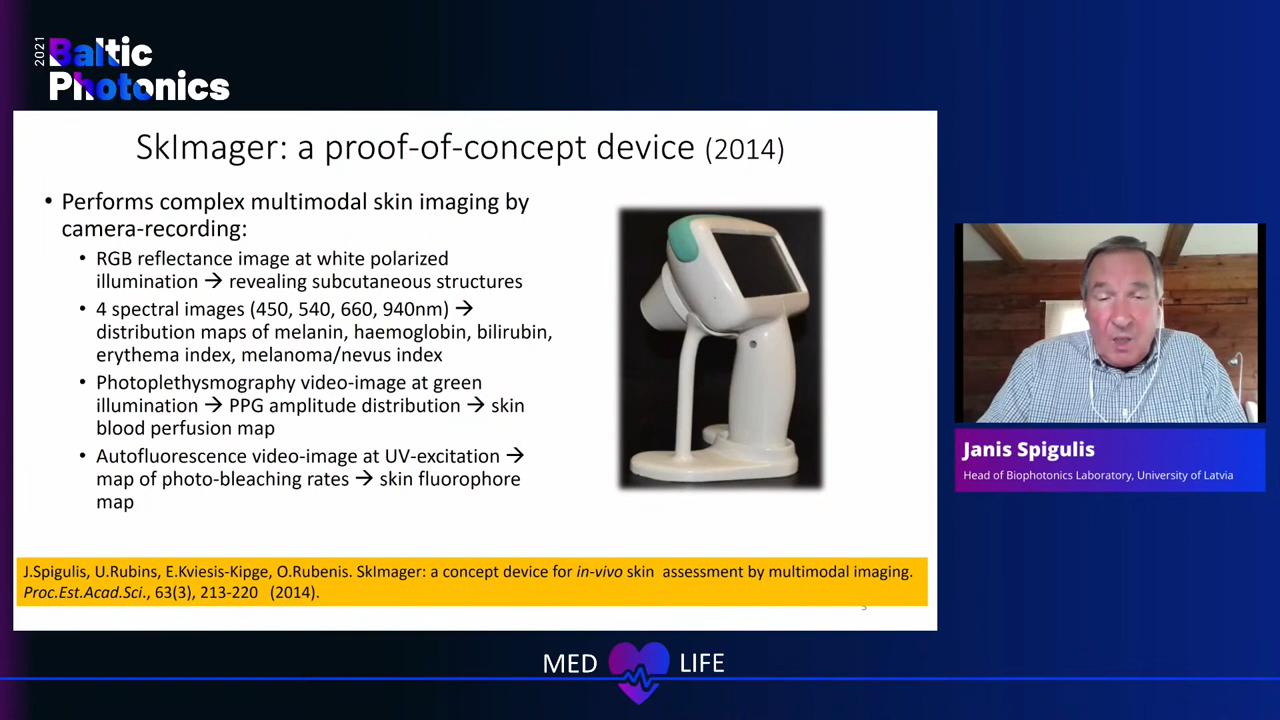 2021
Baltic
Photonics
SkImager: a proof-of-concept device (2014)
• Performs complex multimodal skin imaging by
camera-recording:
• RGB reflectance image at white polarized
illumination → revealing subcutaneous structures
• 4 spectral images (450, 540, 660, 940nm) →
distribution maps of melanin, haemoglobin, bilirubin,
erythema index, melanoma/nevus index
• Photoplethysmography video-image at green
illumination → PPG amplitude distribution → skin
blood perfusion map
• Autofluorescence video-image at UV-excitation →
map of photo-bleaching rates → skin fluorophore
map
J.Spigulis, U.Rubins, E.Kviesis-Kipge, O.Rubenis. SkImager: a concept device for in-vivo skin assessment by multimodal imaging.
Proc.Est.Acad.Sci., 63(3), 213-220 (2014).
Janis Spigulis
Head of Biophotonics Laboratory, University of Latvia
MED LIFE